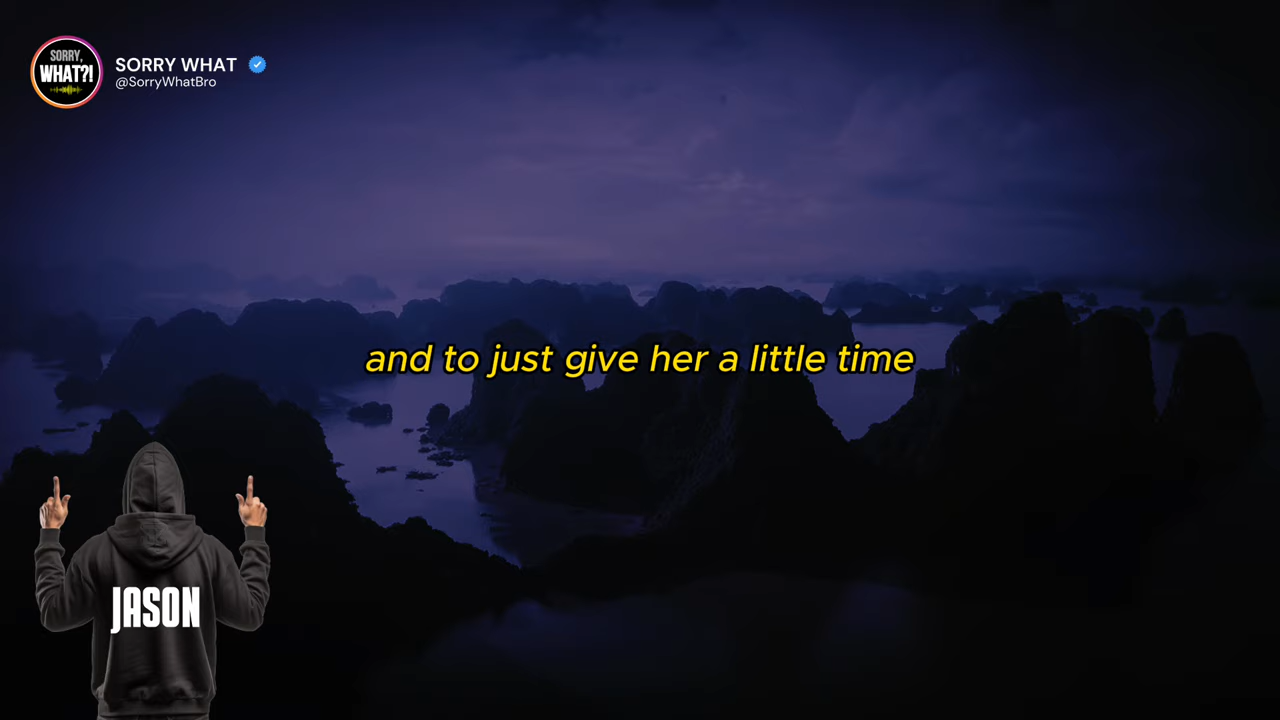 SORRY,
WHAT?!
SORRY WHAT
@SorryWhatBro
and to just give her a little time
JASON